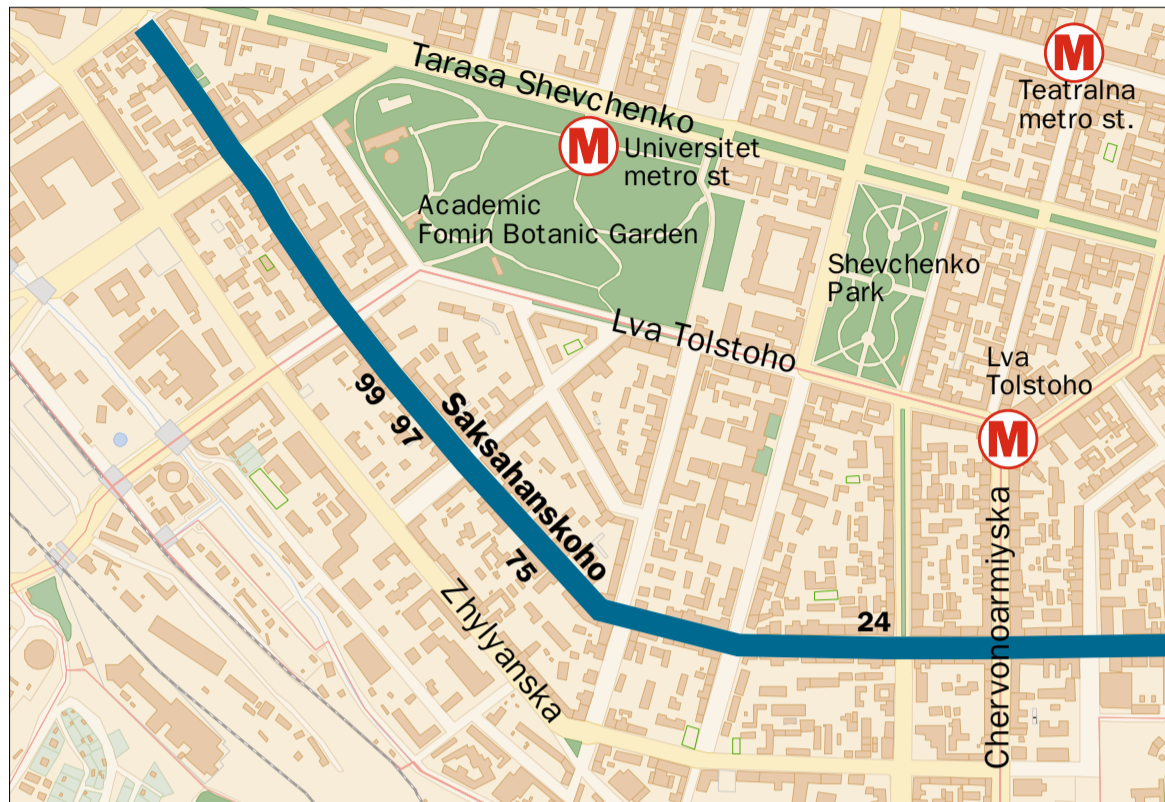 Tarasa Shevchenko
M
Teatralna
metro st.
M
Universitet
metro st
Academic
Fomin Botanic Garden
Shevchenko
Park
Lva Tolstoho
Lva
Tolstoho
M
99
97
Saksahanskoho
75
Zhylyanska
24
Chervonoarmiyska